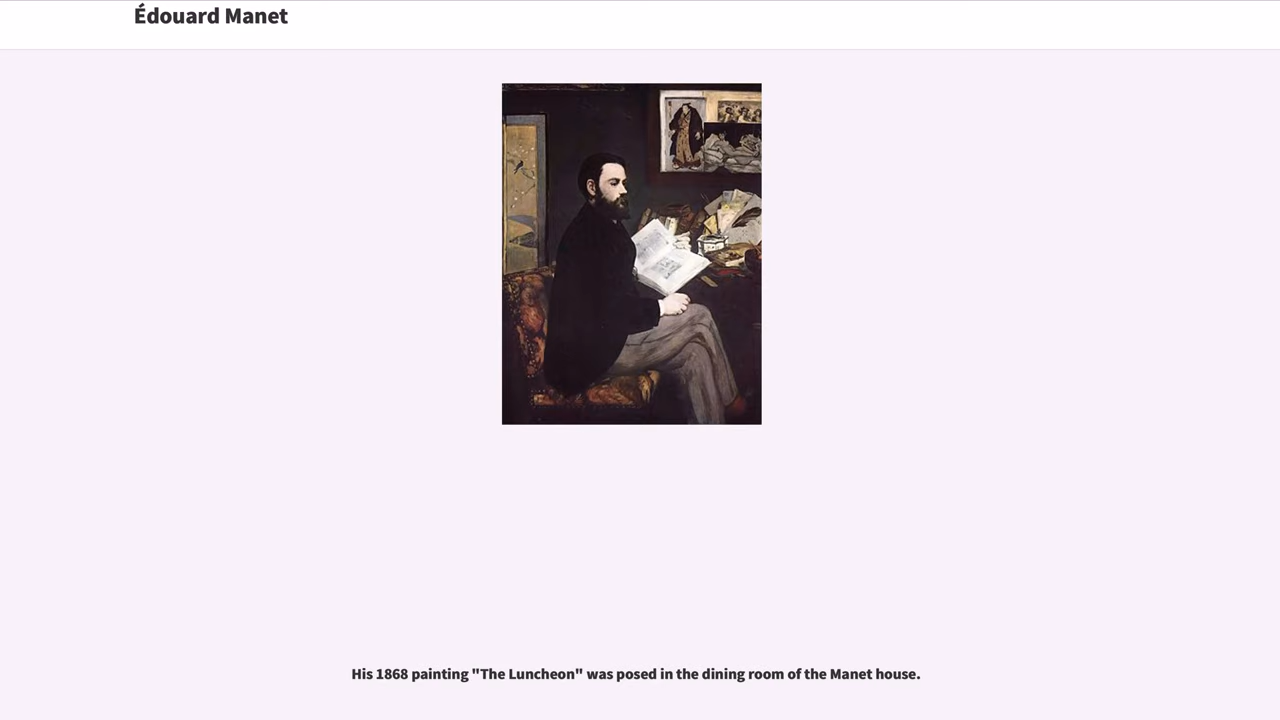 Édouard Manet
His 1868 painting "The Luncheon" was posed in the dining room of the Manet house.